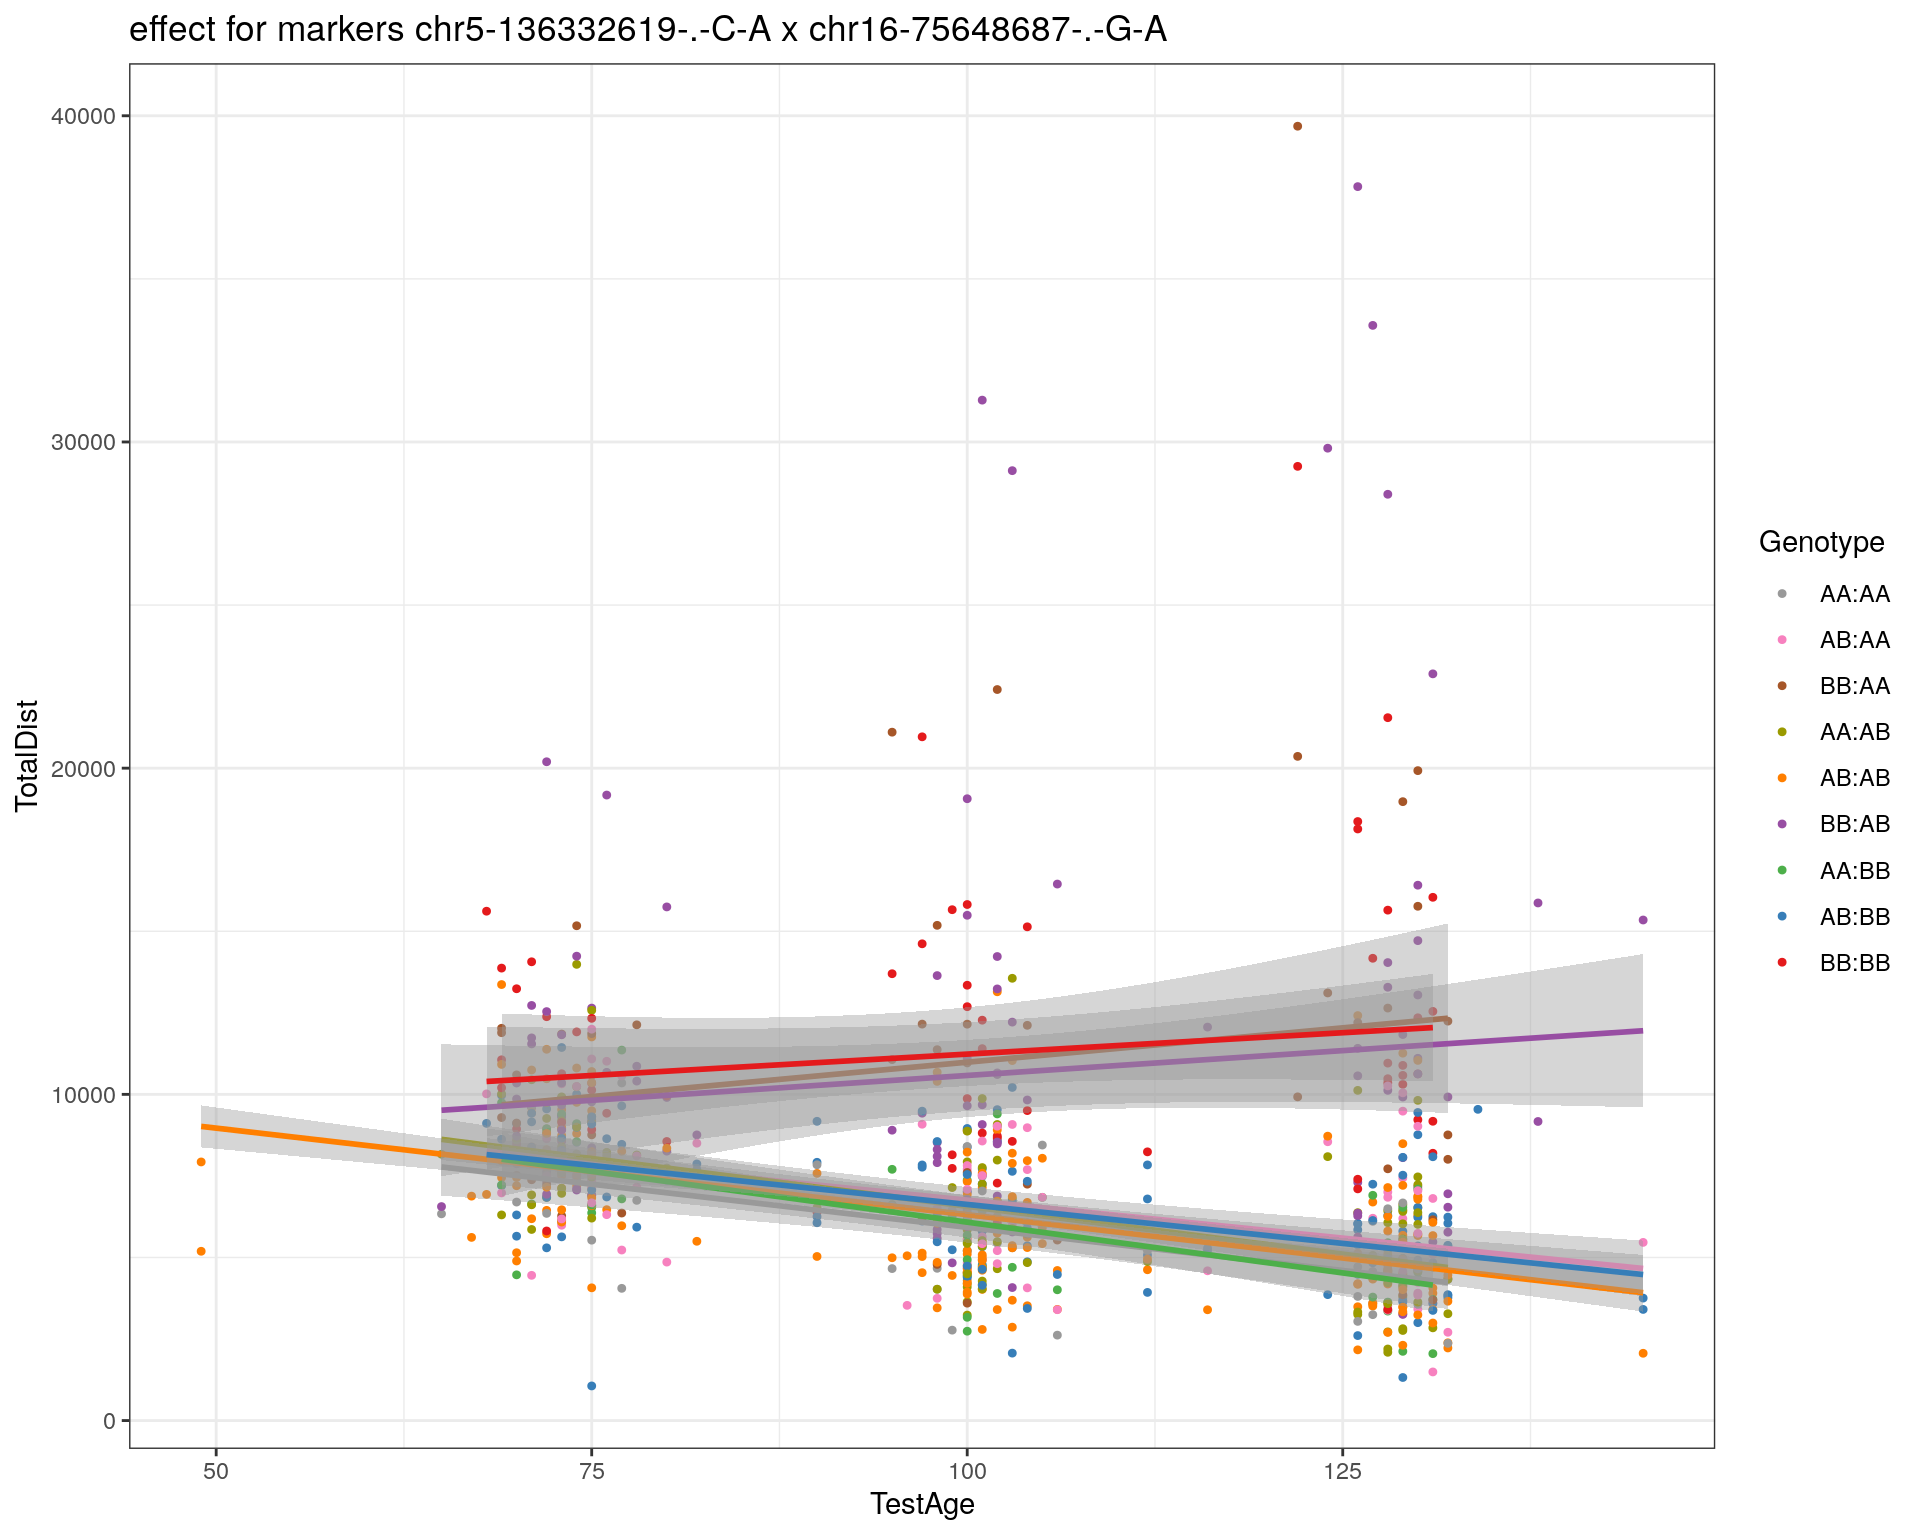 effect for markers chr5-136332619-.-C-A x chr16-75648687-.-G-A
40000
30000
20000
10000
0
TotalDist
50
75
100
125
TestAge
Genotype
AA:AA
AB:AA
BB:AA
AA:AB
AB:AB
BB:AB
AA:BB
AB:BB
BB:BB